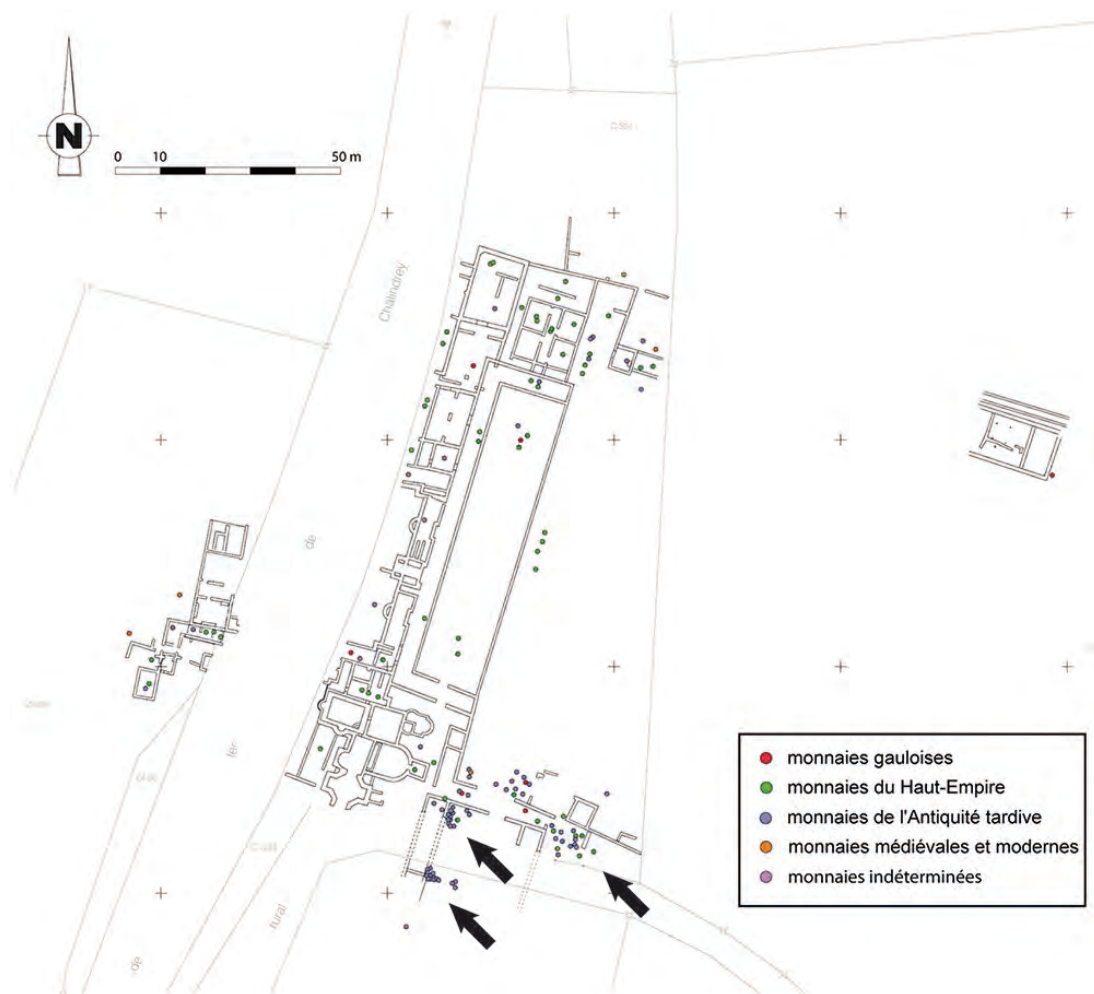 N
0 10 50 m
Chalindrey
de
rural
de
monnaies gauloises
monnaies du Haut-Empire
monnaies de l'Antiquité tardive
monnaies médiévales et modernes
monnaies indéterminées